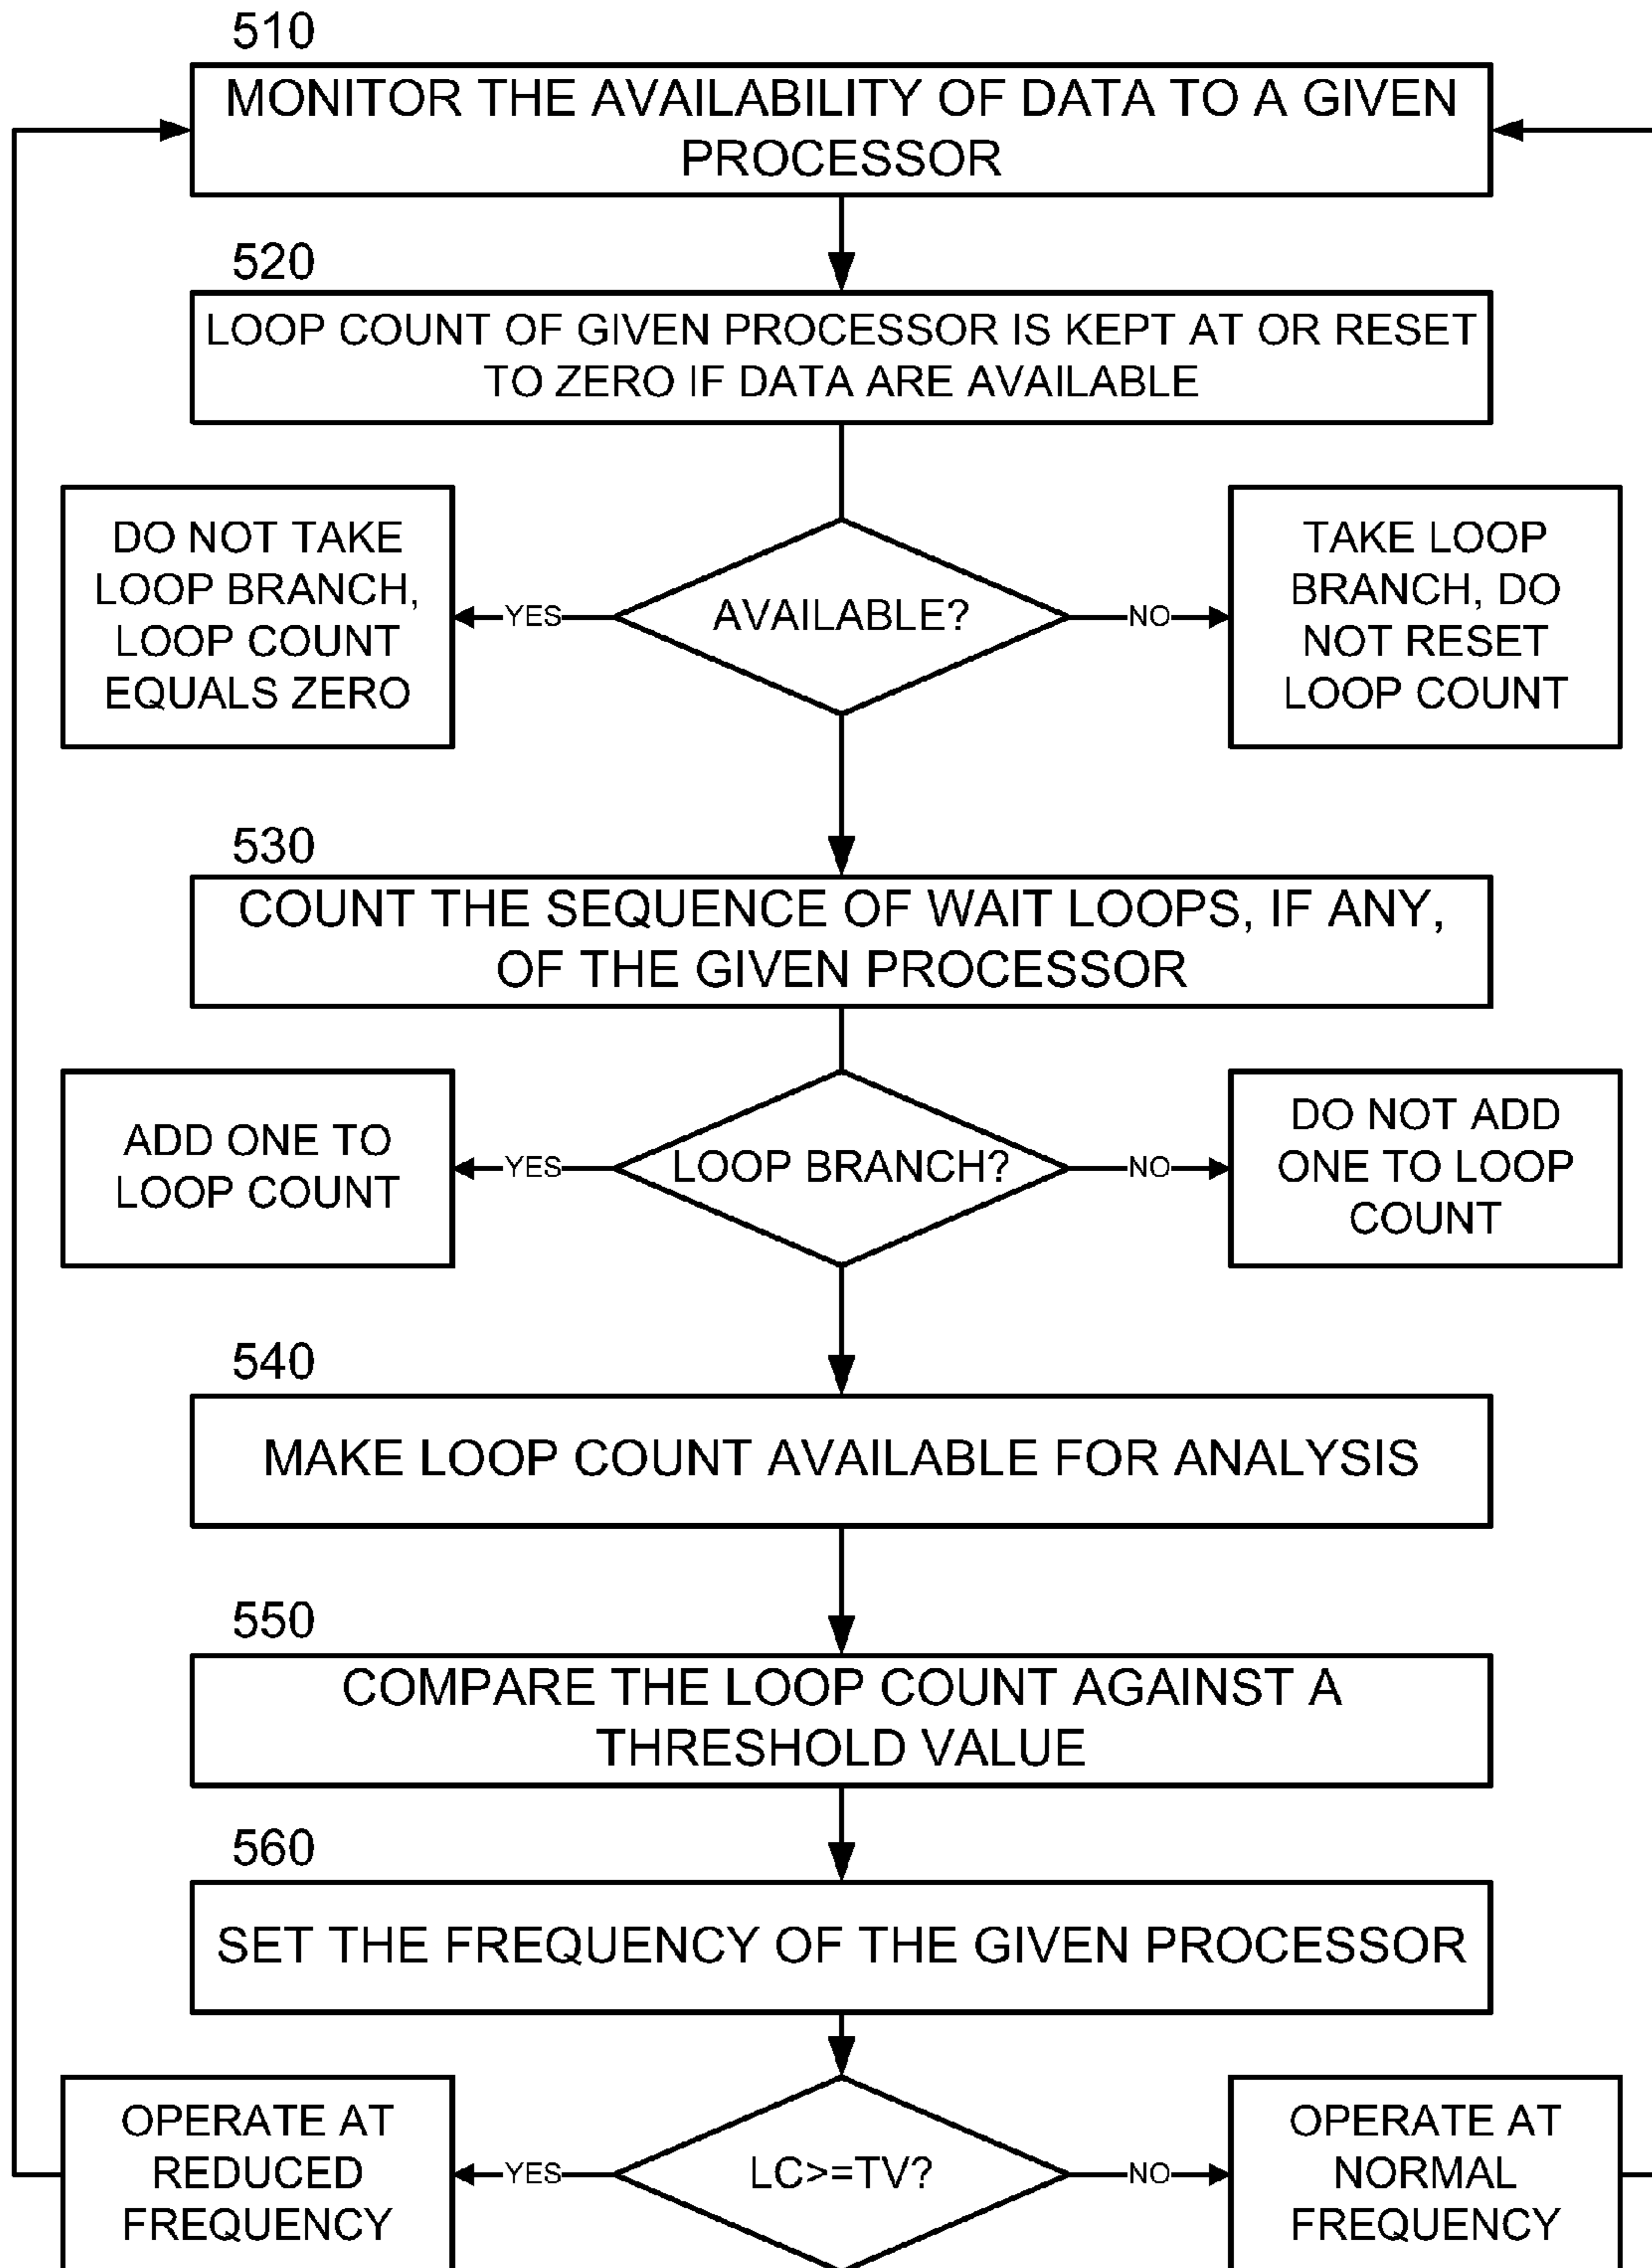 510
MONITOR THE AVAILABILITY OF DATA TO A GIVEN
PROCESSOR
520
LOOP COUNT OF GIVEN PROCESSOR IS KEPT AT OR RESET
TO ZERO IF DATA ARE AVAILABLE
DO NOT TAKE
LOOP BRANCH,
LOOP COUNT
EQUALS ZERO
YES
AVAILABLE?
NO
TAKE LOOP
BRANCH, DO
NOT RESET
LOOP COUNT
530
COUNT THE SEQUENCE OF WAIT LOOPS, IF ANY,
OF THE GIVEN PROCESSOR
ADD ONE TO
LOOP COUNT
YES
LOOP BRANCH?
NO
DO NOT ADD
ONE TO LOOP
COUNT
540
MAKE LOOP COUNT AVAILABLE FOR ANALYSIS
550
COMPARE THE LOOP COUNT AGAINST A
THRESHOLD VALUE
560
SET THE FREQUENCY OF THE GIVEN PROCESSOR
OPERATE AT
REDUCED
FREQUENCY
YES
LC>=TV?
NO
OPERATE AT
NORMAL
FREQUENCY